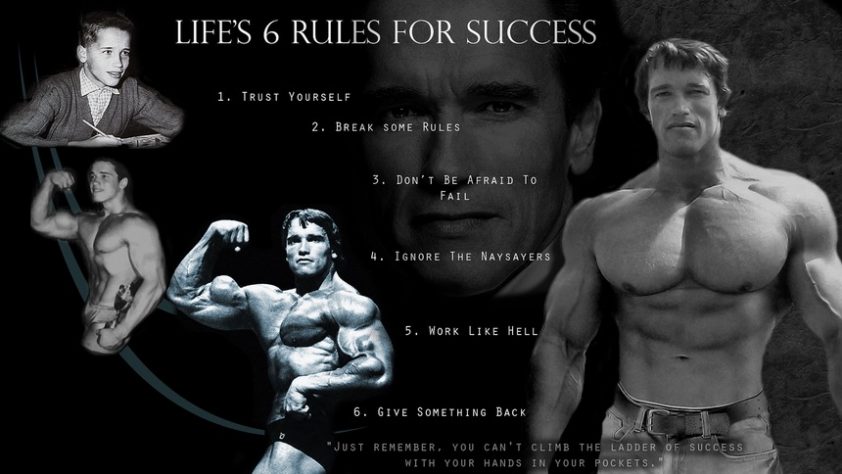 Life's 6 Rules for Success
1. Trust Yourself
2. Break some Rules
3. Don't Be Afraid To
Fail
4. Ignore The Naysayers
5. Work Like Hell
6. Give Something Back
"Just remember, you can't climb the ladder of success
with your hands in your pockets."